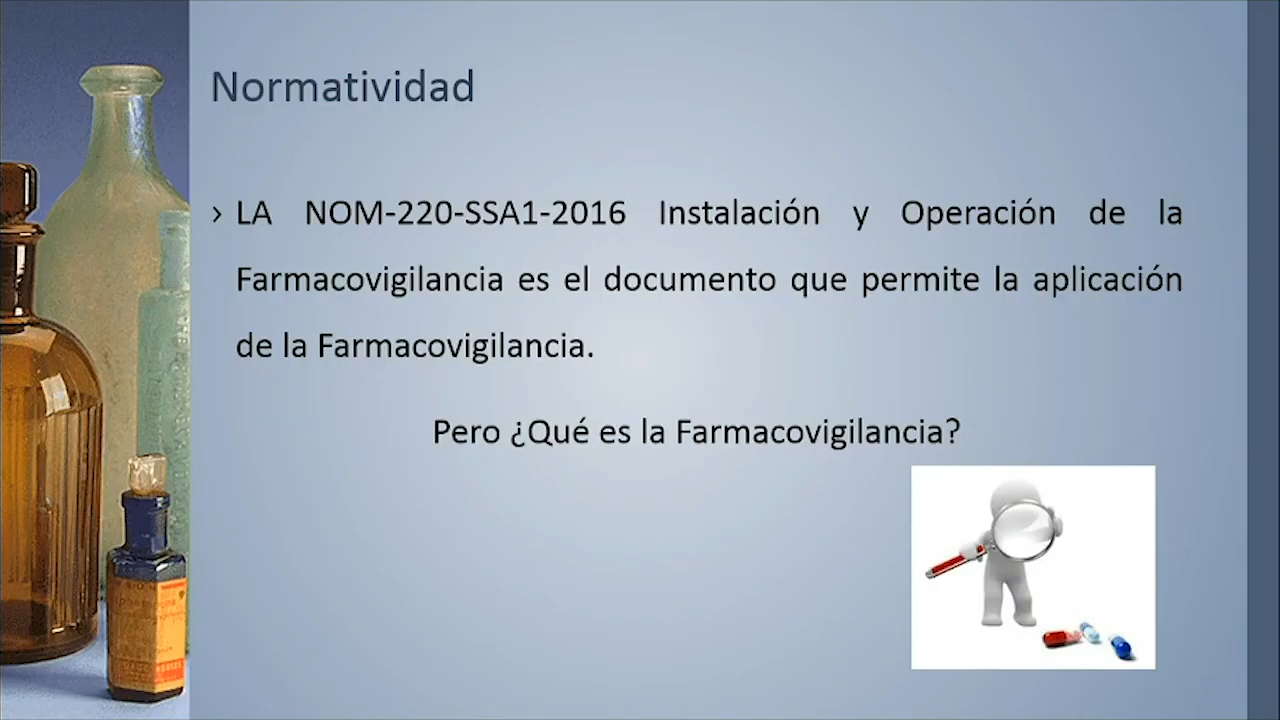 Normatividad
› LA NOM-220-SSA1-2016 Instalación y Operación de la
Farmacovigilancia es el documento que permite la aplicación
de la Farmacovigilancia.
Pero ¿Qué es la Farmacovigilancia?